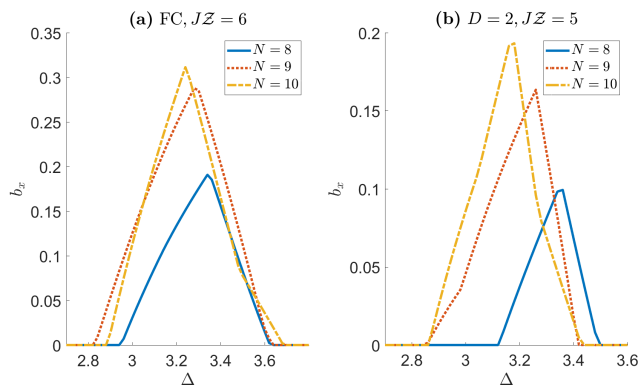 (a) FC, J𝒵 = 6
0.35
0.3
0.25
0.2
0.15
0.1
0.05
0
b_x
2.8 3 3.2 3.4 3.6
Δ
N = 8
N = 9
N = 10
(b) D = 2, J𝒵 = 5
0.2
0.15
0.1
0.05
0
b_x
2.8 3 3.2 3.4 3.6
Δ
N = 8
N = 9
N = 10